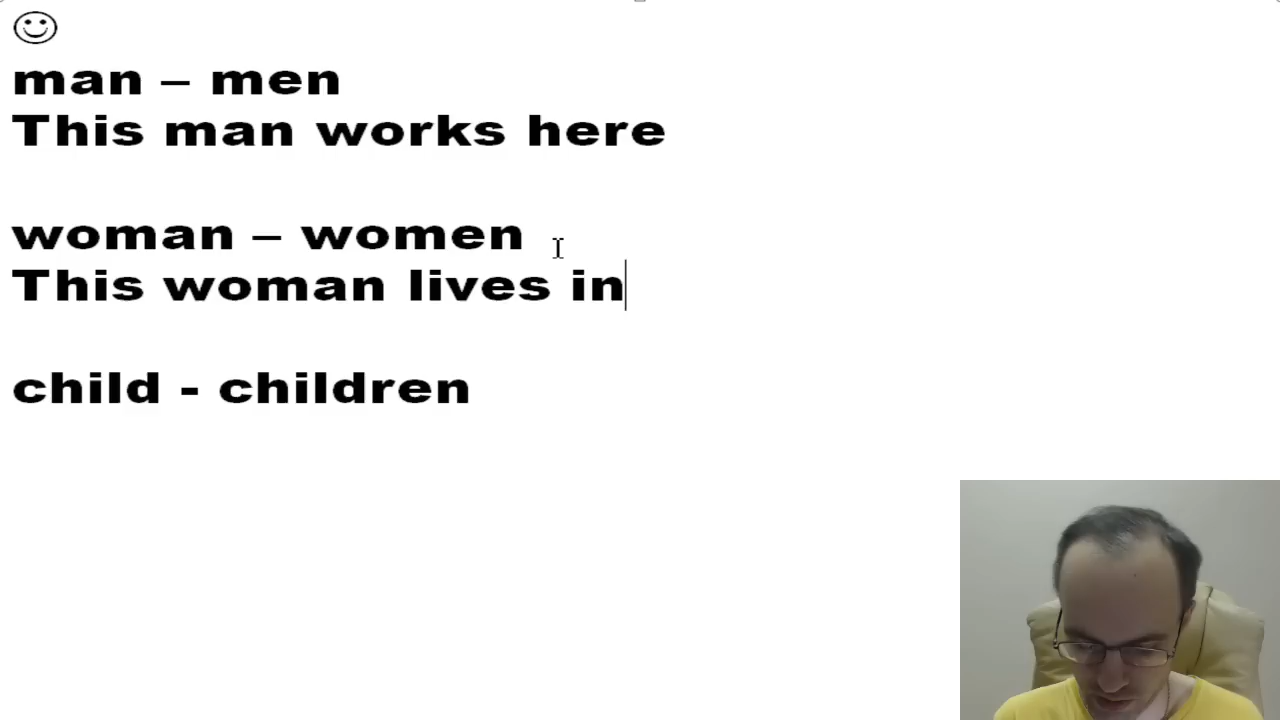 man – men
This man works here
woman – women
This woman lives in
child - children